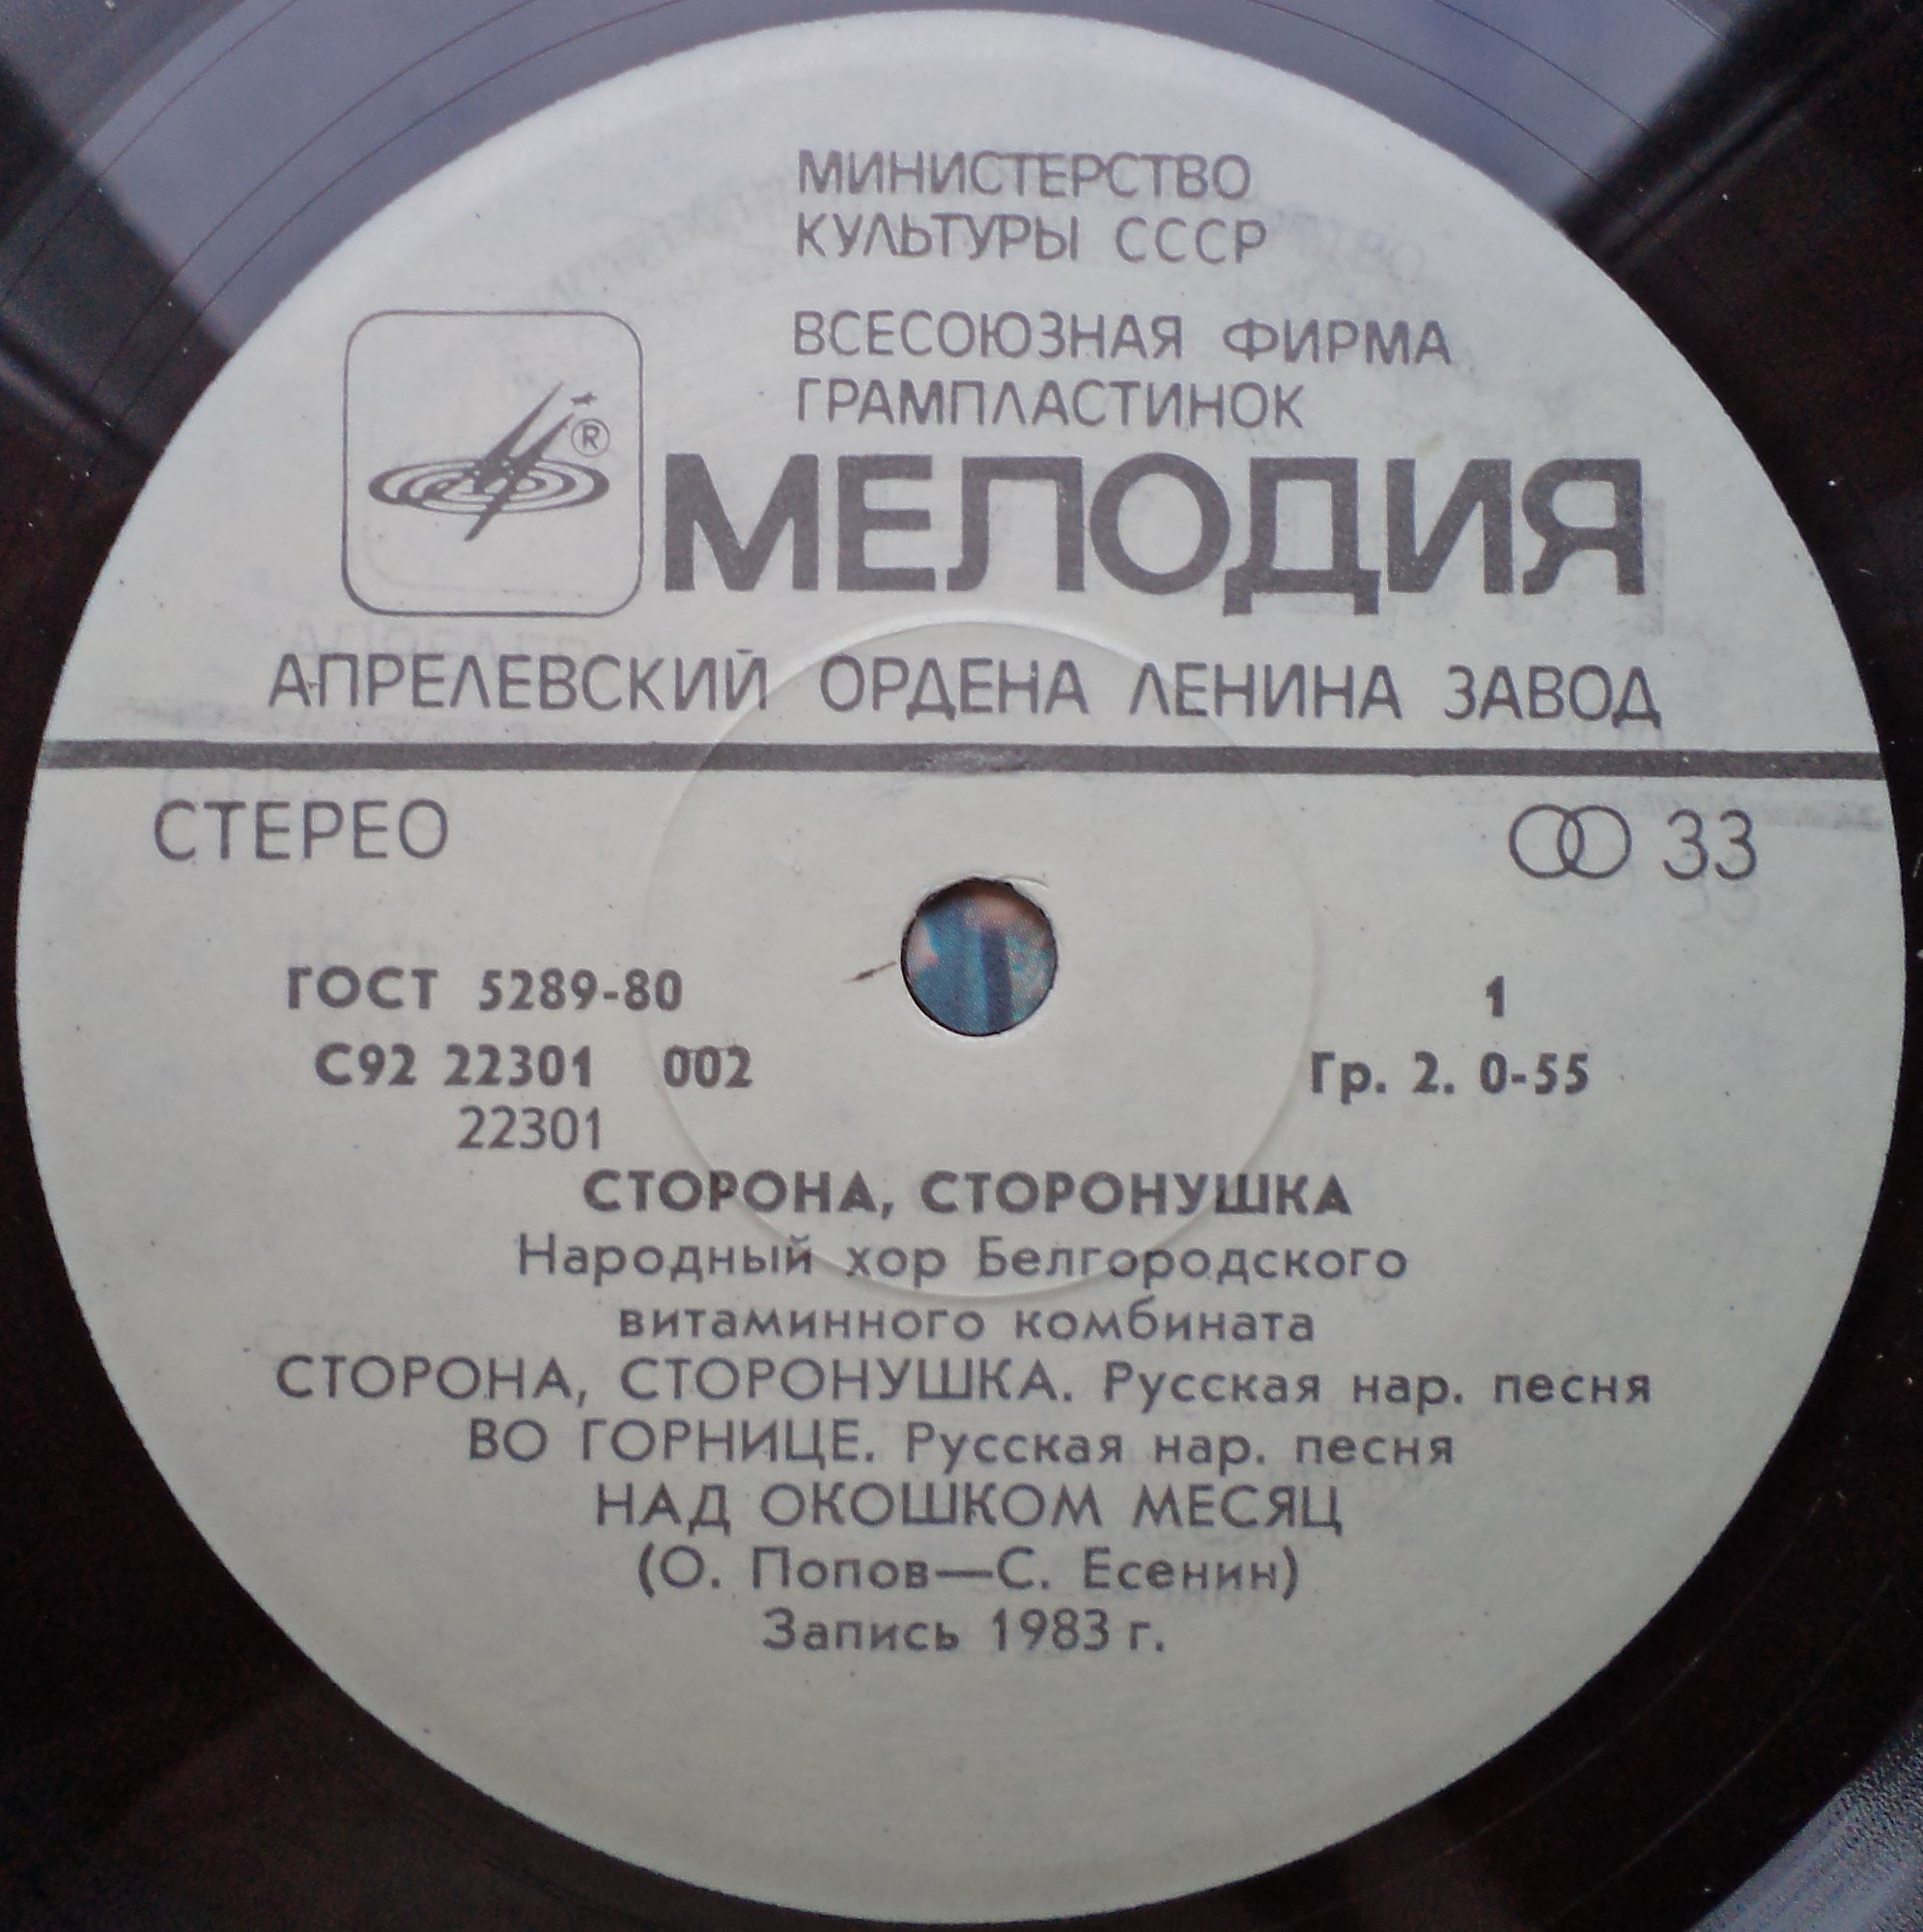 МИНИСТЕРСТВО
КУЛЬТУРЫ СССР
ВСЕСОЮЗНАЯ ФИРМА
ГРАМПЛАСТИНОК
®
МЕЛОДИЯ
АПРЕЛЕВСКИЙ ОРДЕНА ЛЕНИНА ЗАВОД
СТЕРЕО 33
ГОСТ 5289-80 1
С92 22301 002 Гр. 2. 0-55
22301
СТОРОНА, СТОРОНУШКА
Народный хор Белгородского
витаминного комбината
СТОРОНА, СТОРОНУШКА. Русская нар. песня
ВО ГОРНИЦЕ. Русская нар. песня
НАД ОКОШКОМ МЕСЯЦ
(О. Попов—С. Есенин)
Запись 1983 г.